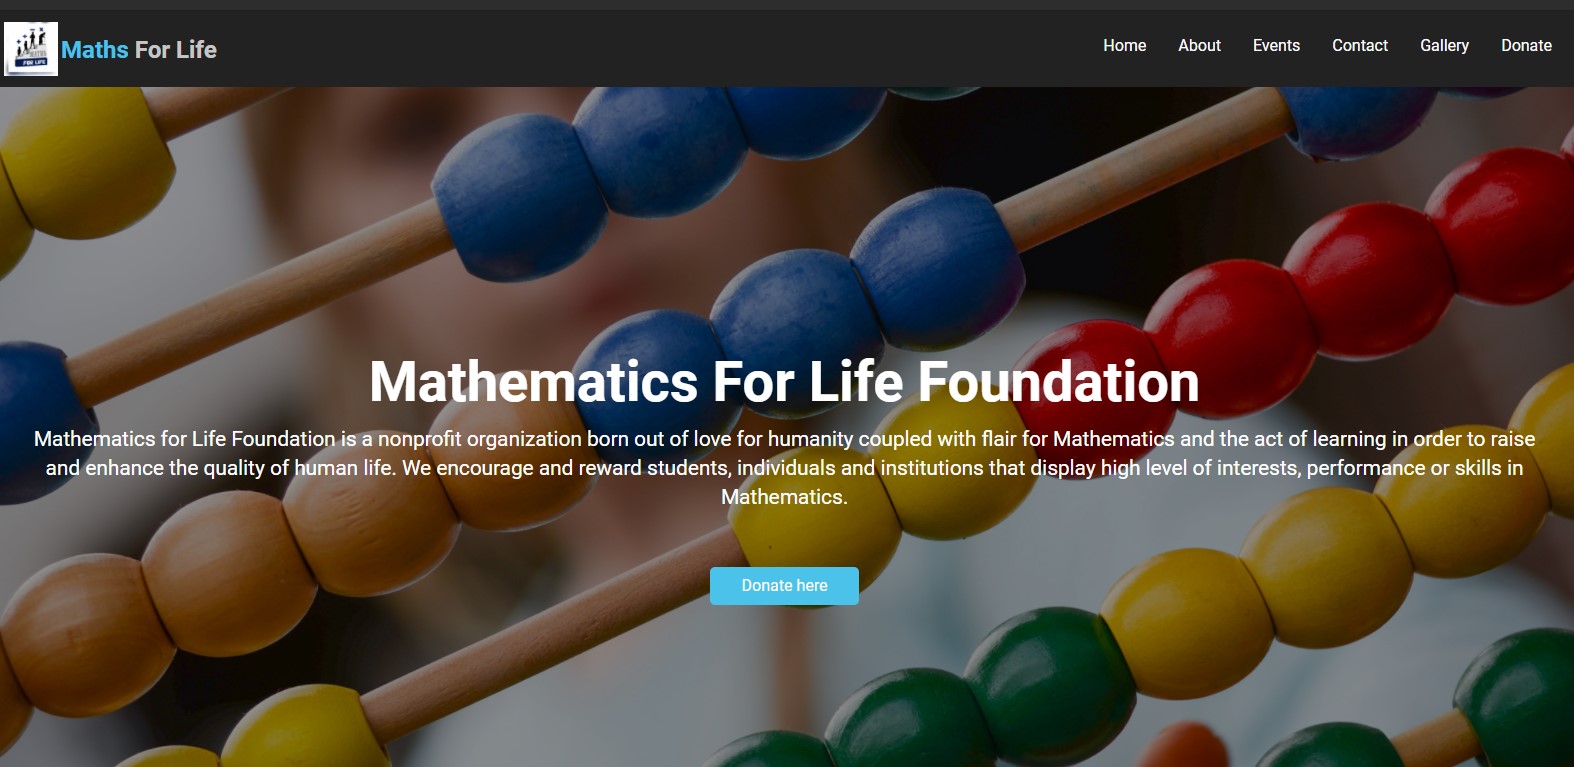 FOR LIFE
Maths For Life
Home
About
Events
Contact
Gallery
Donate
Mathematics For Life Foundation
Mathematics for Life Foundation is a nonprofit organization born out of love for humanity coupled with flair for Mathematics and the act of learning in order to raise
and enhance the quality of human life. We encourage and reward students, individuals and institutions that display high level of interests, performance or skills in
Mathematics.
Donate here